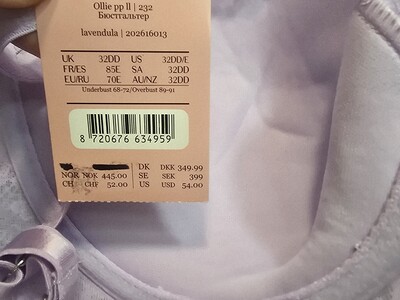 Ollie pp ll | 232
Бюстгальтер
lavendula | 202616013
UK 32DD US 32DD/E
FR/ES 85E SA 32DD
EU/RU 70E AU/NZ 32DD
Underbust 68-72/Overbust 89-91
8 720676 634959
DK DKK 349.99
NOR NOK 445.00 SE SEK 399
CH CHF 52.00 US USD 54.00